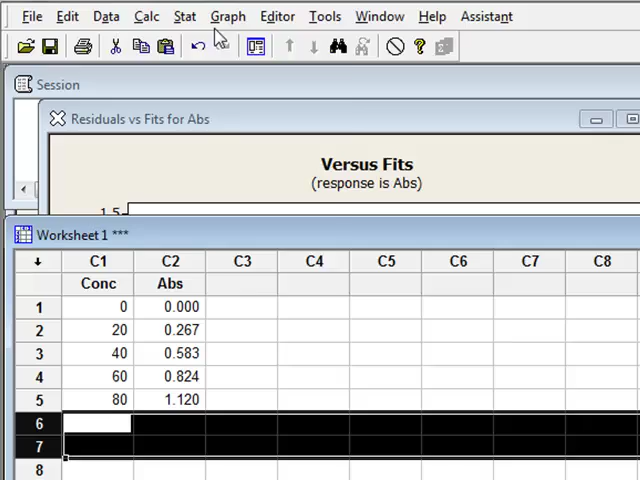 File Edit Data Calc Stat Graph Editor Tools Window Help Assistant
Session
Residuals vs Fits for Abs
Versus Fits
(response is Abs)
1.5
Worksheet 1 ***
C1 C2 C3 C4 C5 C6 C7 C8
Conc Abs
1 0 0.000
2 20 0.267
3 40 0.583
4 60 0.824
5 80 1.120
6
7
8